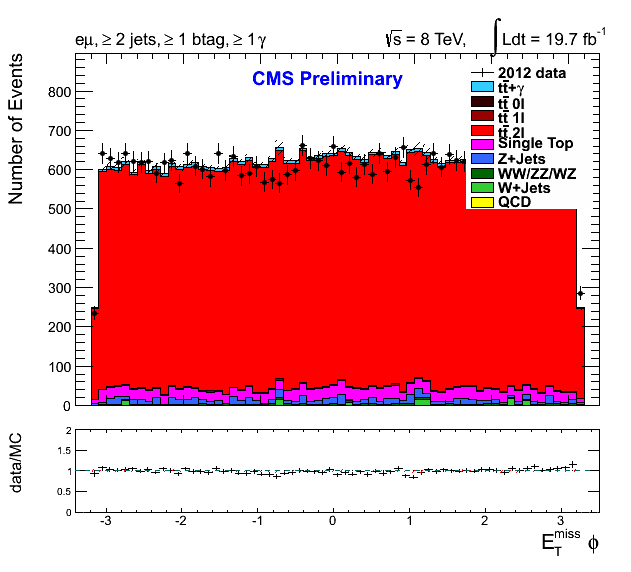 eμ, ≥ 2 jets, ≥ 1 btag, ≥ 1 γ
√s = 8 TeV, ∫ Ldt = 19.7 fb⁻¹
CMS Preliminary
2012 data
tt̄+γ
tt̄ 0l
tt̄ 1l
tt̄ 2l
Single Top
Z+Jets
WW/ZZ/WZ
W+Jets
QCD
Number of Events
800
700
600
500
400
300
200
100
0
data/MC
2
1.5
1
0.5
0
-3 -2 -1 0 1 2 3
E_T^miss ϕ